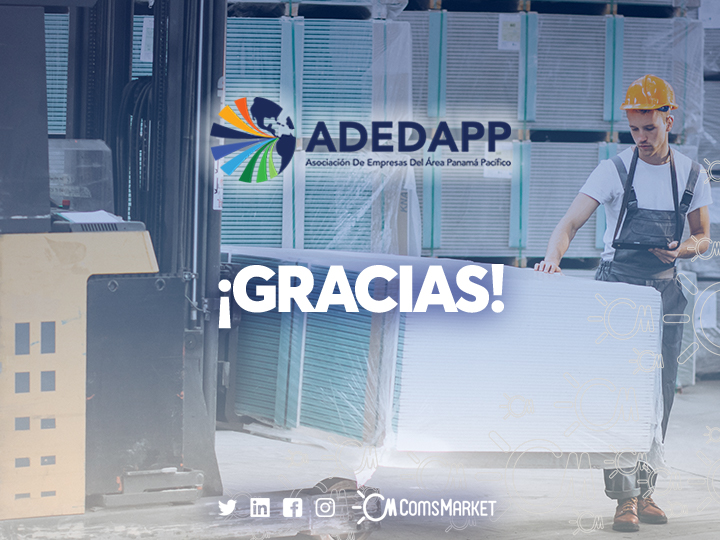 ADEDAPP
Asociación De Empresas Del Área Panamá Pacífico
¡GRACIAS!
COMSMARKET